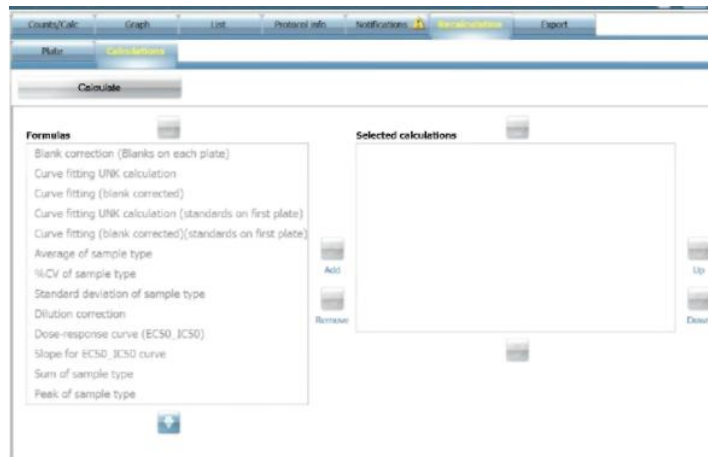 Counts/Calc Graph List Protocol info Notifications Recalculations Export
Plate Calculations
Calculate
Formulas
Blank correction (Blanks on each plate)
Curve fitting UNK calculation
Curve fitting (blank corrected)
Curve fitting UNK calculation (standards on first plate)
Curve fitting (blank corrected)(standards on first plate)
Average of sample type
%CV of sample type
Standard deviation of sample type
Dilution correction
Dose-response curve (EC50_IC50)
Slope for EC50_IC50 curve
Sum of sample type
Peak of sample type
Add
Remove
Selected calculations
Up
Down